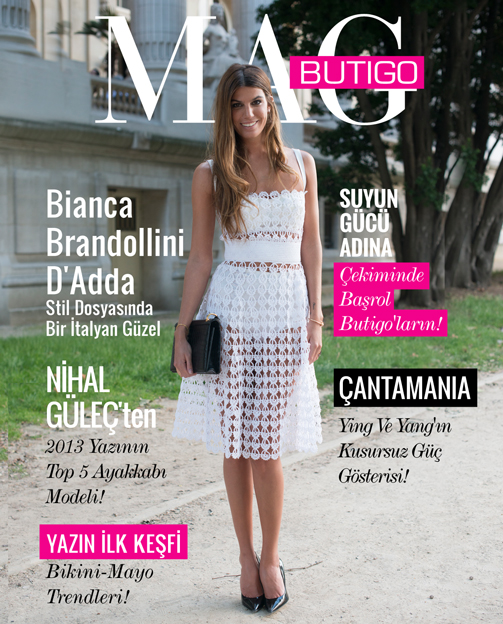 MAG
BUTIGO
Bianca
Brandollini
D'Adda
Stil Dosyasında
Bir İtalyan Güzel
SUYUN
GÜCÜ
ADINA
Çekiminde
Başrol
Butigo'ların!
NİHAL
GÜLEÇ'ten
2013 Yazının
Top 5 Ayakkabı
Modeli!
ÇANTAMANIA
Ying Ve Yang'ın
Kusursuz Güç
Gösterisi!
YAZIN İLK KEŞFİ
Bikini-Mayo
Trendleri!